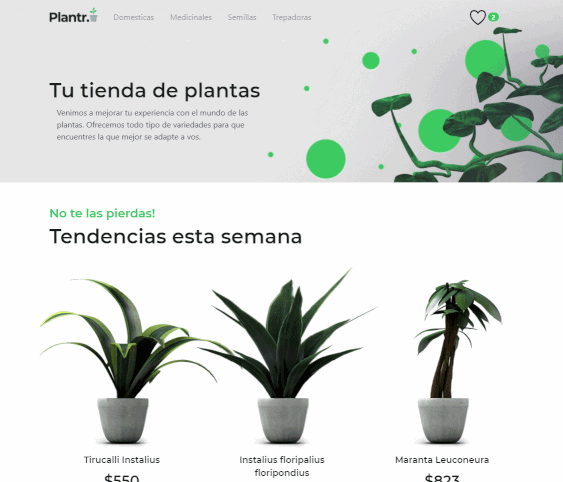 Plantr.
Domesticas Medicinales Semillas Trepadoras
2
Tu tienda de plantas
Venimos a mejorar tu experiencia con el mundo de las
plantas. Ofrecemos todo tipo de variedades para que
encuentres la que mejor se adapte a vos.
No te las pierdas!
Tendencias esta semana
Tirucalli Instalius
Instalius floripalius
floripondius
Maranta Leuconeura
$550
$823